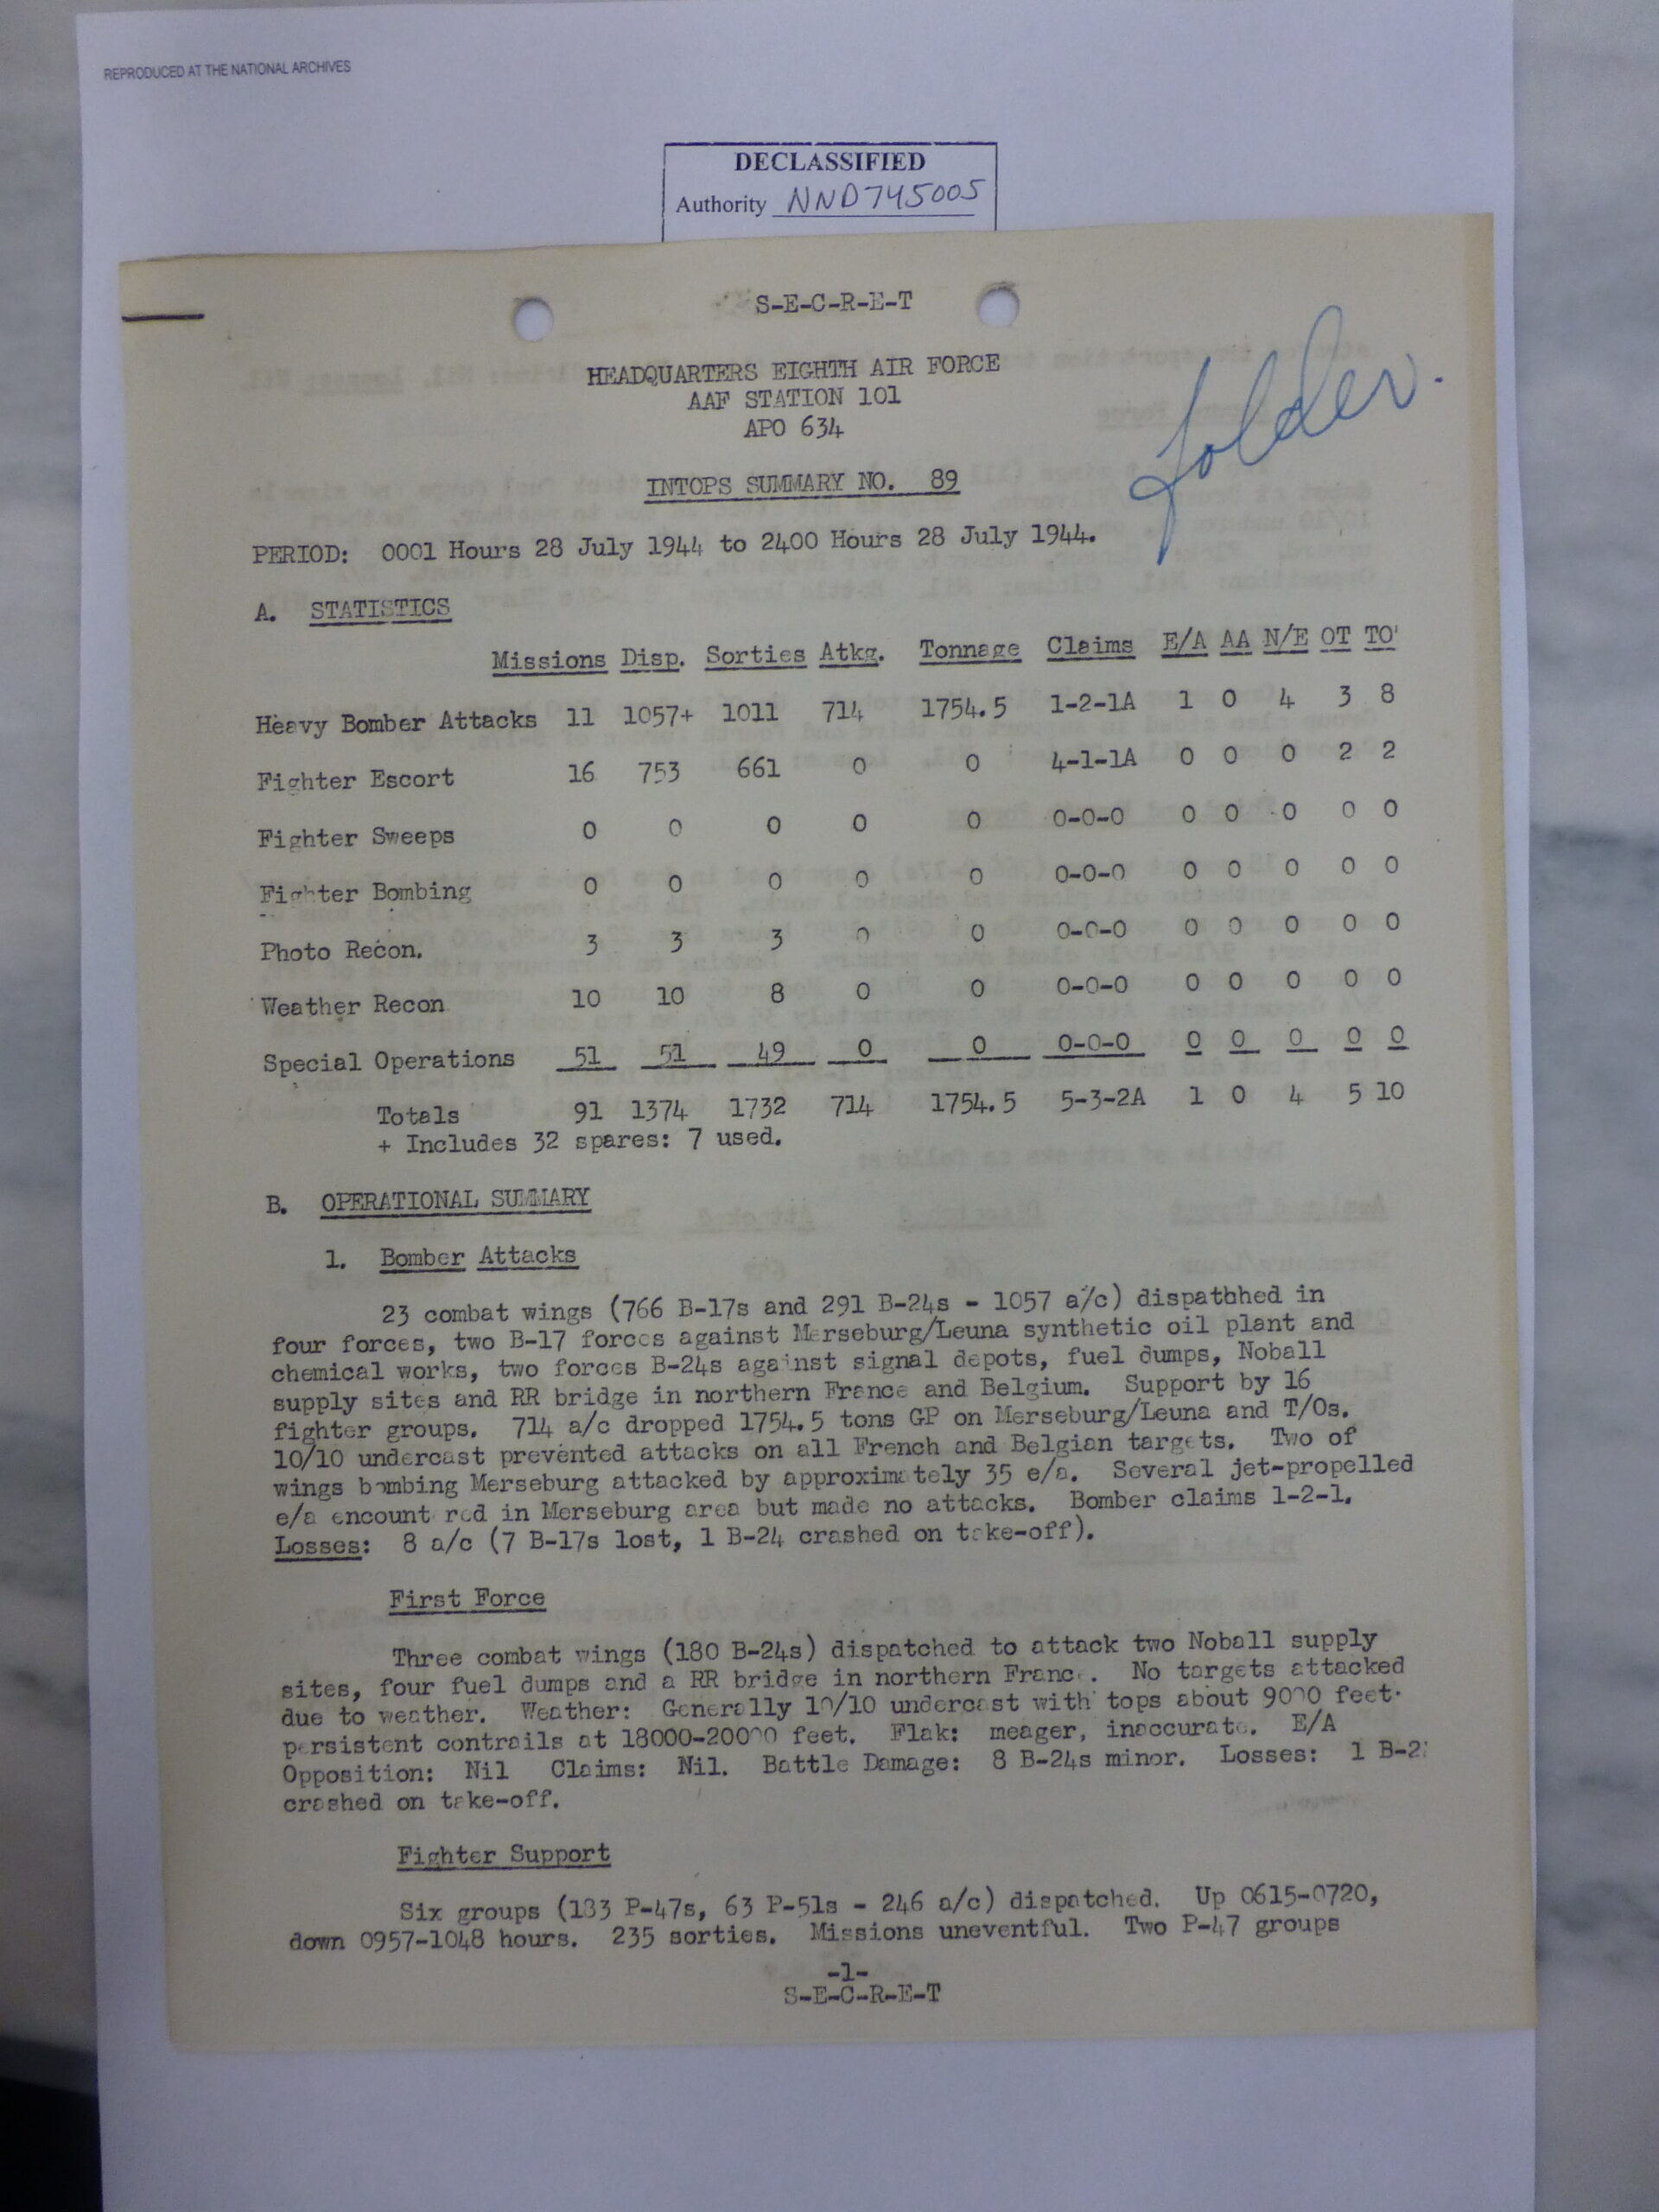 REPRODUCED AT THE NATIONAL ARCHIVES
DECLASSIFIED
Authority NND745005
S-E-C-R-E-T
folder.
HEADQUARTERS EIGHTH AIR FORCE
AAF STATION 101
APO 634
INTOPS SUMMARY NO. 89
PERIOD: 0001 Hours 28 July 1944 to 2400 Hours 28 July 1944.
A. STATISTICS
Missions Disp. Sorties Atkg. Tonnage Claims E/A AA N/E OT TO'
Heavy Bomber Attacks 11 1057+ 1011 714 1754.5 1-2-1A 1 0 4 3 8
Fighter Escort 16 753 661 0 0 4-1-1A 0 0 0 2 2
Fighter Sweeps 0 0 0 0 0 0-0-0 0 0 0 0 0
Fighter Bombing 0 0 0 0 0 0-0-0 0 0 0 0 0
Photo Recon. 3 3 3 0 0 0-0-0 0 0 0 0 0
Weather Recon 10 10 8 0 0 0-0-0 0 0 0 0 0
Special Operations 51 51 49 0 0 0-0-0 0 0 0 0 0
Totals 91 1374 1732 714 1754.5 5-3-2A 1 0 4 5 10
+ Includes 32 spares: 7 used.
B. OPERATIONAL SUMMARY
1. Bomber Attacks
23 combat wings (766 B-17s and 291 B-24s - 1057 a/c) dispatbhed in
four forces, two B-17 forces against Merseburg/Leuna synthetic oil plant and
chemical works, two forces B-24s against signal depots, fuel dumps, Noball
supply sites and RR bridge in northern France and Belgium. Support by 16
fighter groups. 714 a/c dropped 1754.5 tons GP on Merseburg/Leuna and T/Os.
10/10 undercast prevented attacks on all French and Belgian targets. Two of
wings bombing Merseburg attacked by approximately 35 e/a. Several jet-propelled
e/a encountered in Merseburg area but made no attacks. Bomber claims 1-2-1.
Losses: 8 a/c (7 B-17s lost, 1 B-24 crashed on take-off).
First Force
Three combat wings (180 B-24s) dispatched to attack two Noball supply
sites, four fuel dumps and a RR bridge in northern France. No targets attacked
due to weather. Weather: Generally 10/10 undercast with tops about 9000 feet.
persistent contrails at 18000-20000 feet. Flak: meager, inaccurate. E/A
Opposition: Nil Claims: Nil. Battle Damage: 8 B-24s minor. Losses: 1 B-2
crashed on take-off.
Fighter Support
Six groups (183 P-47s, 63 P-51s - 246 a/c) dispatched. Up 0615-0720,
down 0957-1048 hours. 235 sorties. Missions uneventful. Two P-47 groups
-1-
S-E-C-R-E-T